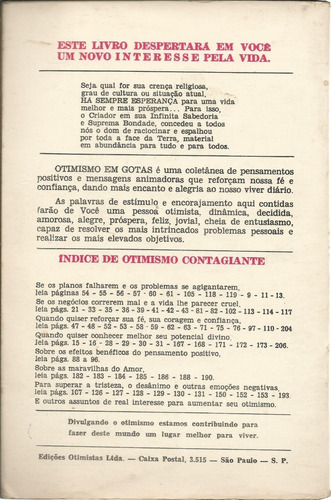 ESTE LIVRO DESPERTARÁ EM VOCÊ
UM NOVO INTERESSE PELA VIDA.
Seja qual for sua crença religiosa,
grau de cultura ou situação atual,
HÁ SEMPRE ESPERANÇA para uma vida
melhor e mais próspera... Para isso,
o Criador em sua Infinita Sabedoria
e Suprema Bondade, concedeu a todos
nós o dom de raciocinar e espalhou
por toda a face da Terra, material
em abundância para tudo e para todos.
OTIMISMO EM GOTAS é uma coletânea de pensamentos
positivos e mensagens animadoras que reforçam nossa fé e
confiança, dando mais encanto e alegria ao nosso viver diário.
As palavras de estímulo e encorajamento aqui contidas
farão de Você uma pessoa otimista, dinâmica, decidida,
amorosa, alegre, próspera, feliz, jovial, cheia de entusiasmo,
capaz de resolver os mais intrincados problemas pessoais e
realizar os mais elevados objetivos.
INDICE DE OTIMISMO CONTAGIANTE
Se os planos falharem e os problemas se agigantarem,
leia páginas 54 - 55 - 56 - 57 - 60 - 61 - 105 - 118 - 119 - 9 - 11 - 13.
Se os negócios correrem mal e a vida lhe parecer cruel,
leia págs. 21 - 33 - 35 - 36 - 39 - 41 - 42 - 43 - 81 - 82 - 102 - 113 - 114 - 117
Quando quiser reforçar sua fé, sua coragem e confiança,
leia págs. 47 - 48 - 52 - 53 - 58 - 59 - 62 - 63 - 71 - 75 - 76 - 97 - 110 - 204
Quando quiser conhecer melhor seu potencial divino,
leia págs. 15 - 16 - 28 - 29 - 30 - 31 - 167 - 168 - 171 - 172 - 173 - 206.
Sobre os efeitos benéficos do pensamento positivo,
leia págs. 88 a 96.
Sobre as maravilhas do Amor,
leia págs. 182 - 183 - 184 - 185 - 186 - 188 - 190.
Para superar a tristeza, o desânimo e outras emoções negativas,
leia págs. 107 - 126 - 127 - 128 - 129 - 130 - 131 - 150 - 152 - 153 - 193.
E outros assuntos de real interesse para aumentar seu otimismo.
Divulgando o otimismo estamos contribuindo para
fazer deste mundo um lugar melhor para viver.
Edições Otimistas Ltda. — Caixa Postal, 3.515 — São Paulo — S. P.